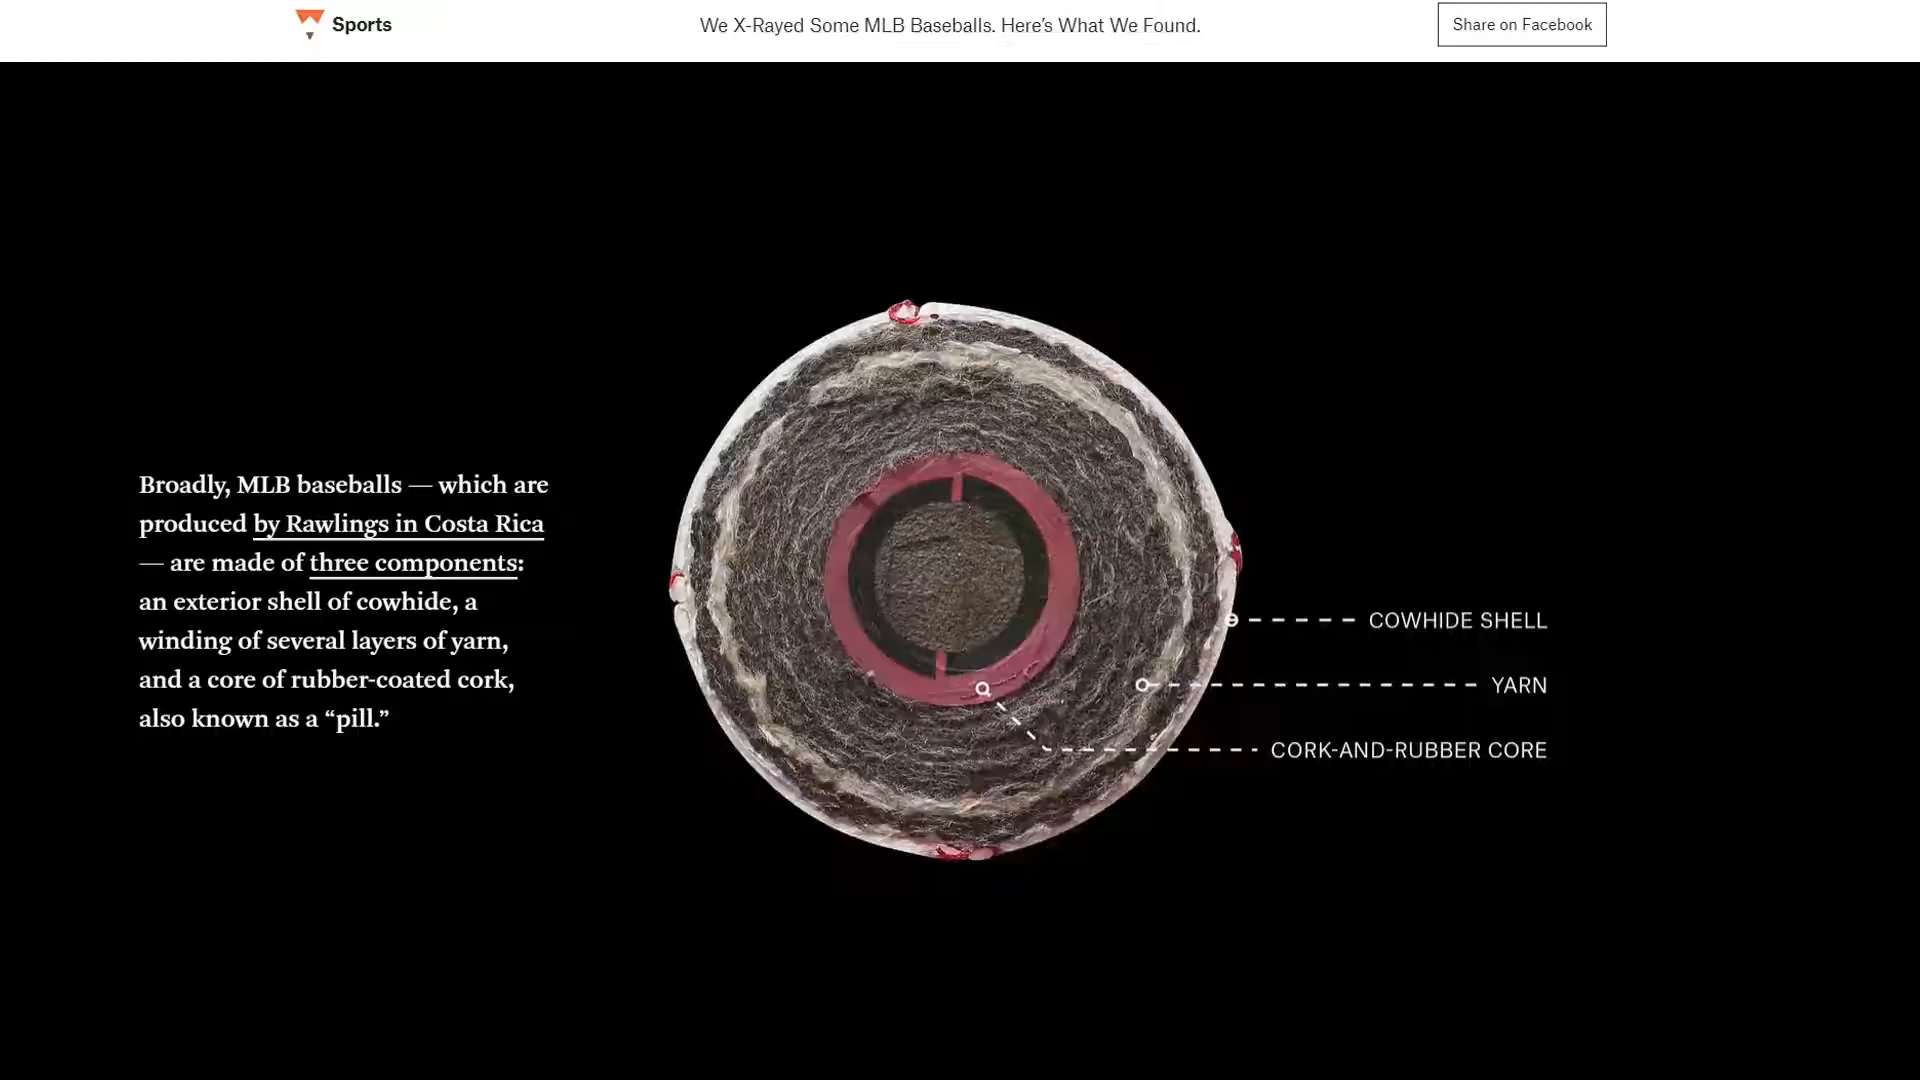 Sports
We X-Rayed Some MLB Baseballs. Here’s What We Found.
Share on Facebook
Broadly, MLB baseballs — which are
produced by Rawlings in Costa Rica
— are made of three components:
an exterior shell of cowhide, a
winding of several layers of yarn,
and a core of rubber-coated cork,
also known as a “pill.”
COWHIDE SHELL
YARN
CORK-AND-RUBBER CORE